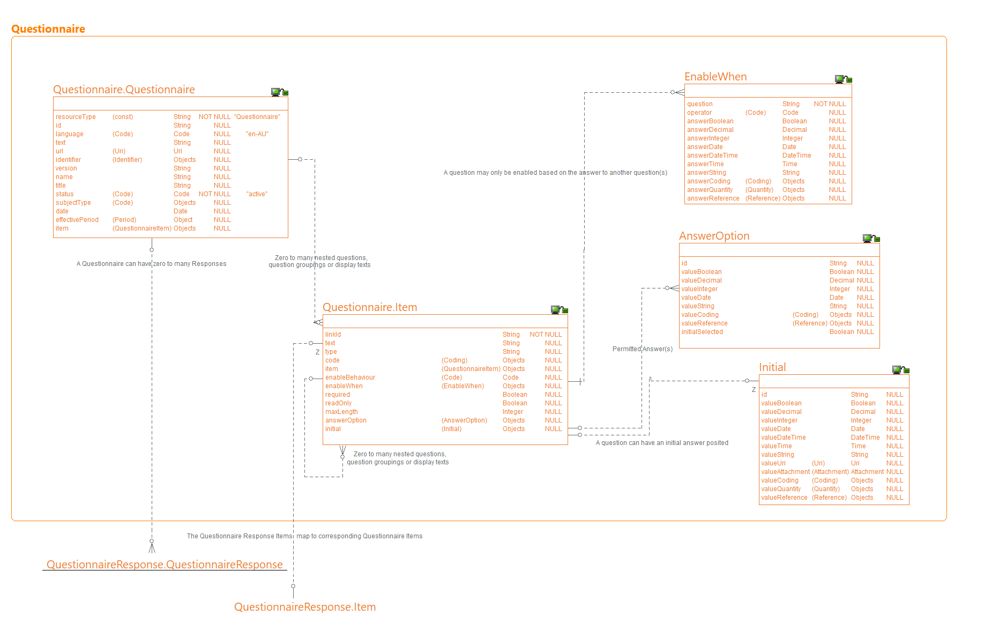 Questionnaire
Questionnaire.Questionnaire
resourceType (const) String NOT NULL "Questionnaire"
id String NULL
language (Code) Code NULL "en-AU"
text String NULL
url (Uri) Uri NULL
identifier (Identifier) Objects NULL
version String NULL
name String NULL
title String NULL
status (Code) Code NOT NULL "active"
subjectType (Code) Objects NULL
date Date NULL
effectivePeriod (Period) Object NULL
item (QuestionnaireItem) Objects NULL
EnableWhen
question String NOT NULL
operator (Code) Code NULL
answerBoolean Boolean NULL
answerDecimal Decimal NULL
answerInteger Integer NULL
answerDate Date NULL
answerDateTime DateTime NULL
answerTime Time NULL
answerString String NULL
answerCoding (Coding) Objects NULL
answerQuantity (Quantity) Objects NULL
answerReference (Reference) Objects NULL
A question may only be enabled based on the answer to another question(s)
A Questionnaire can have zero to many Responses
Zero to many nested questions,
question groupings or display texts
AnswerOption
id String NULL
valueBoolean Boolean NULL
valueDecimal Decimal NULL
valueInteger Integer NULL
valueDate Date NULL
valueString String NULL
valueCoding (Coding) Objects NULL
valueReference (Reference) Objects NULL
initialSelected Boolean NULL
Questionnaire.Item
linkId String NOT NULL
text String NULL
Z
type String NULL
code (Coding) Objects NULL
item (QuestionnaireItem) Objects NULL
enableBehaviour (Code) Code NULL
enableWhen (EnableWhen) Objects NULL
required Boolean NULL
readOnly Boolean NULL
maxLength Integer NULL
answerOption (AnswerOption) Objects NULL
initial (Initial) Objects NULL
Permitted Answer(s)
Initial
Z
id String NULL
valueBoolean Boolean NULL
valueDecimal Decimal NULL
valueInteger Integer NULL
valueDate Date NULL
valueDateTime DateTime NULL
valueTime Time NULL
valueString String NULL
valueUri (Uri) Uri NULL
valueAttachment (Attachment) Attachment NULL
valueCoding (Coding) Objects NULL
valueQuantity (Quantity) Objects NULL
valueReference (Reference) Objects NULL
A question can have an initial answer posited
Zero to many nested questions,
question groupings or display texts
The Questionnaire Response Items map to corresponding Questionnaire Items
QuestionnaireResponse.QuestionnaireResponse
QuestionnaireResponse.Item